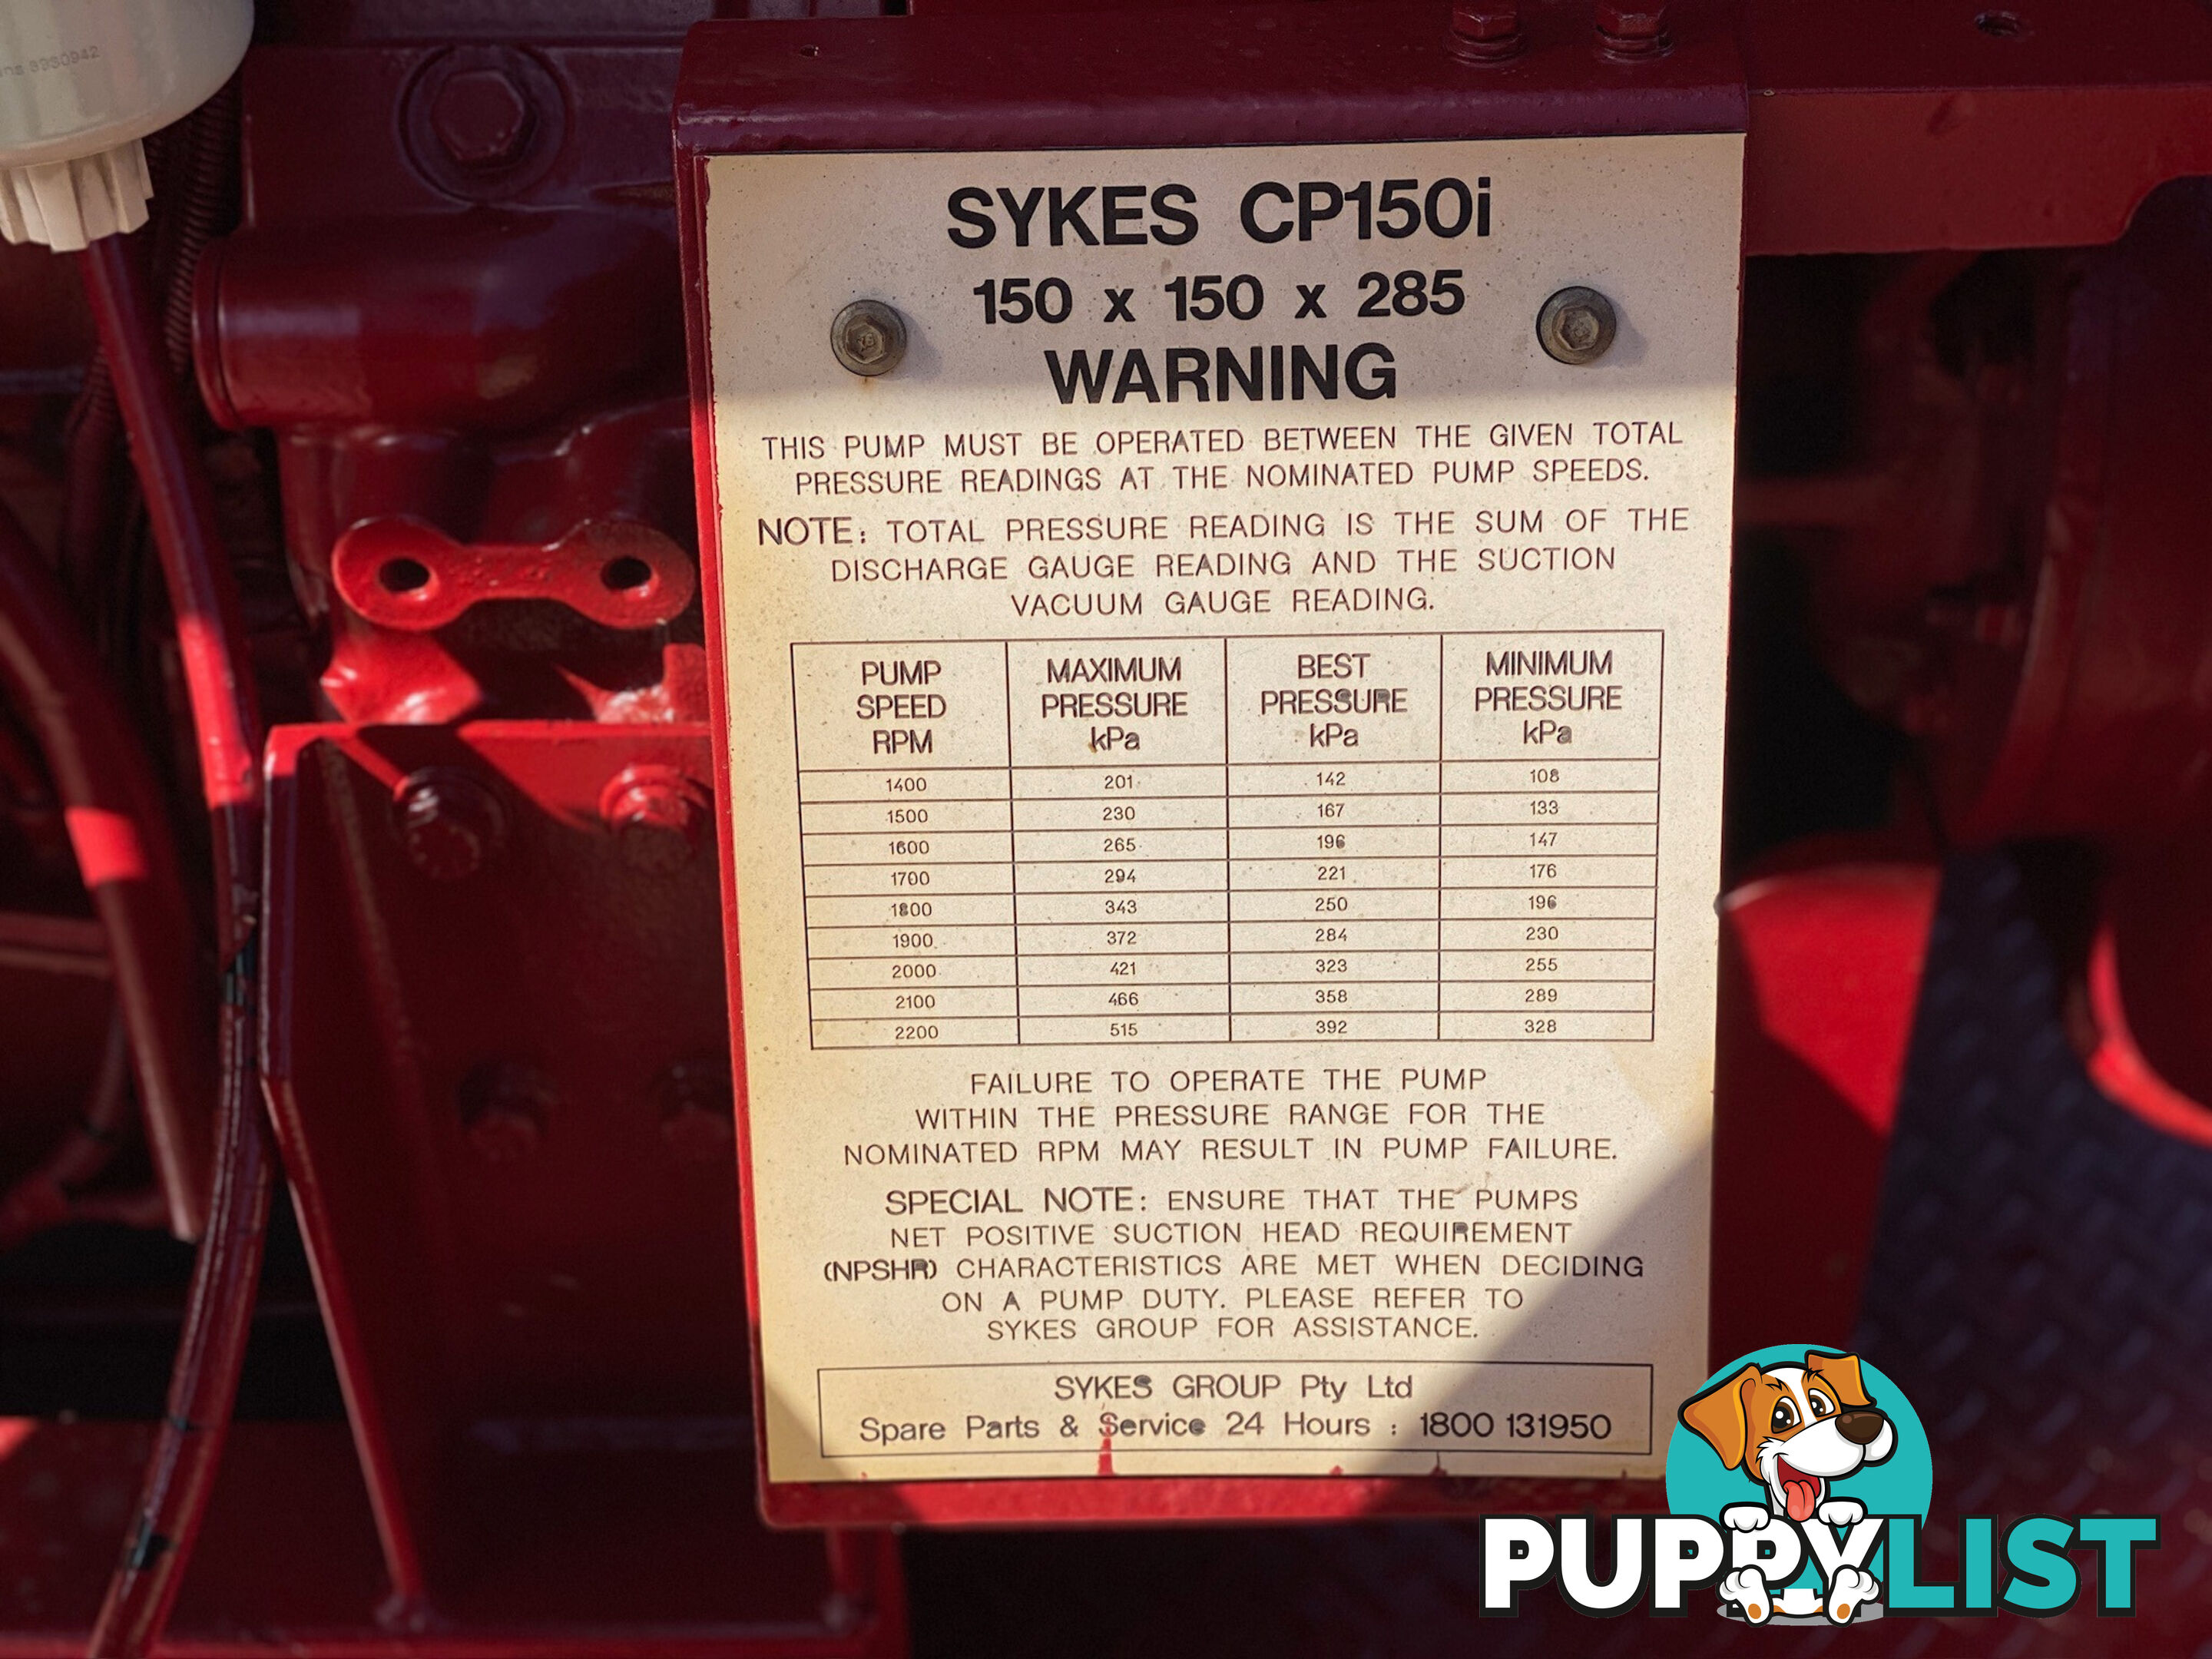 8930942
SYKES CP150i
150 x 150 x 285
WARNING
THIS PUMP MUST BE OPERATED BETWEEN THE GIVEN TOTAL
PRESSURE READINGS AT THE NOMINATED PUMP SPEEDS.
NOTE: TOTAL PRESSURE READING IS THE SUM OF THE
DISCHARGE GAUGE READING AND THE SUCTION
VACUUM GAUGE READING.
PUMP SPEED RPM MAXIMUM PRESSURE kPa BEST PRESSURE kPa MINIMUM PRESSURE kPa
1400 201 142 108
1500 230 167 133
1600 265 196 147
1700 294 221 176
1800 343 250 196
1900 372 284 230
2000 421 323 255
2100 466 358 289
2200 515 392 328
FAILURE TO OPERATE THE PUMP
WITHIN THE PRESSURE RANGE FOR THE
NOMINATED RPM MAY RESULT IN PUMP FAILURE.
SPECIAL NOTE: ENSURE THAT THE PUMPS
NET POSITIVE SUCTION HEAD REQUIREMENT
(NPSHR) CHARACTERISTICS ARE MET WHEN DECIDING
ON A PUMP DUTY. PLEASE REFER TO
SYKES GROUP FOR ASSISTANCE.
SYKES GROUP Pty Ltd
Spare Parts & Service 24 Hours : 1800 131950
PUPPYLIST